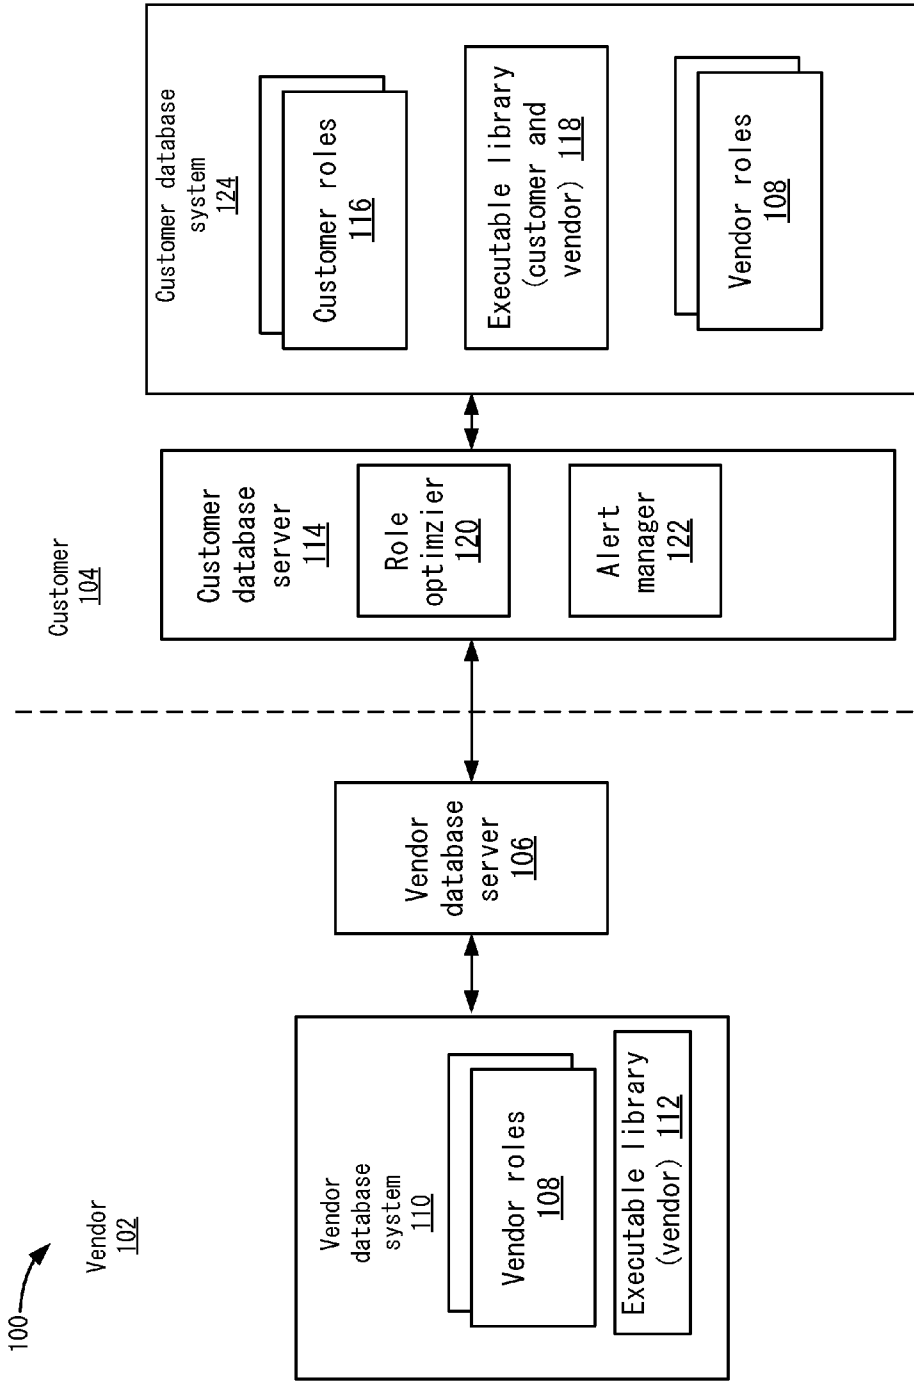 100
Vendor
102
Customer
104
Vendor
database
system
110
Vendor roles
108
Executable library
(vendor) 112
Vendor
database
server
106
Customer
database
server
114
Role
optimzier
120
Alert
manager
122
Customer database
system
124
Customer roles
116
Executable library
(customer and
vendor) 118
Vendor roles
108